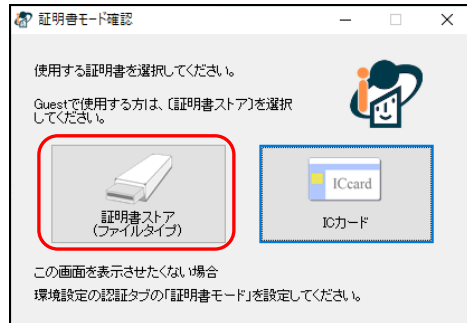 証明書モード確認
使用する証明書を選択してください。
Guestで使用する方は、〔証明書ストア〕を選択
してください。
ICcard
証明書ストア
(ファイルタイプ)
ICカード
この画面を表示させたくない場合
環境設定の認証タブの「証明書モード」を設定してください。